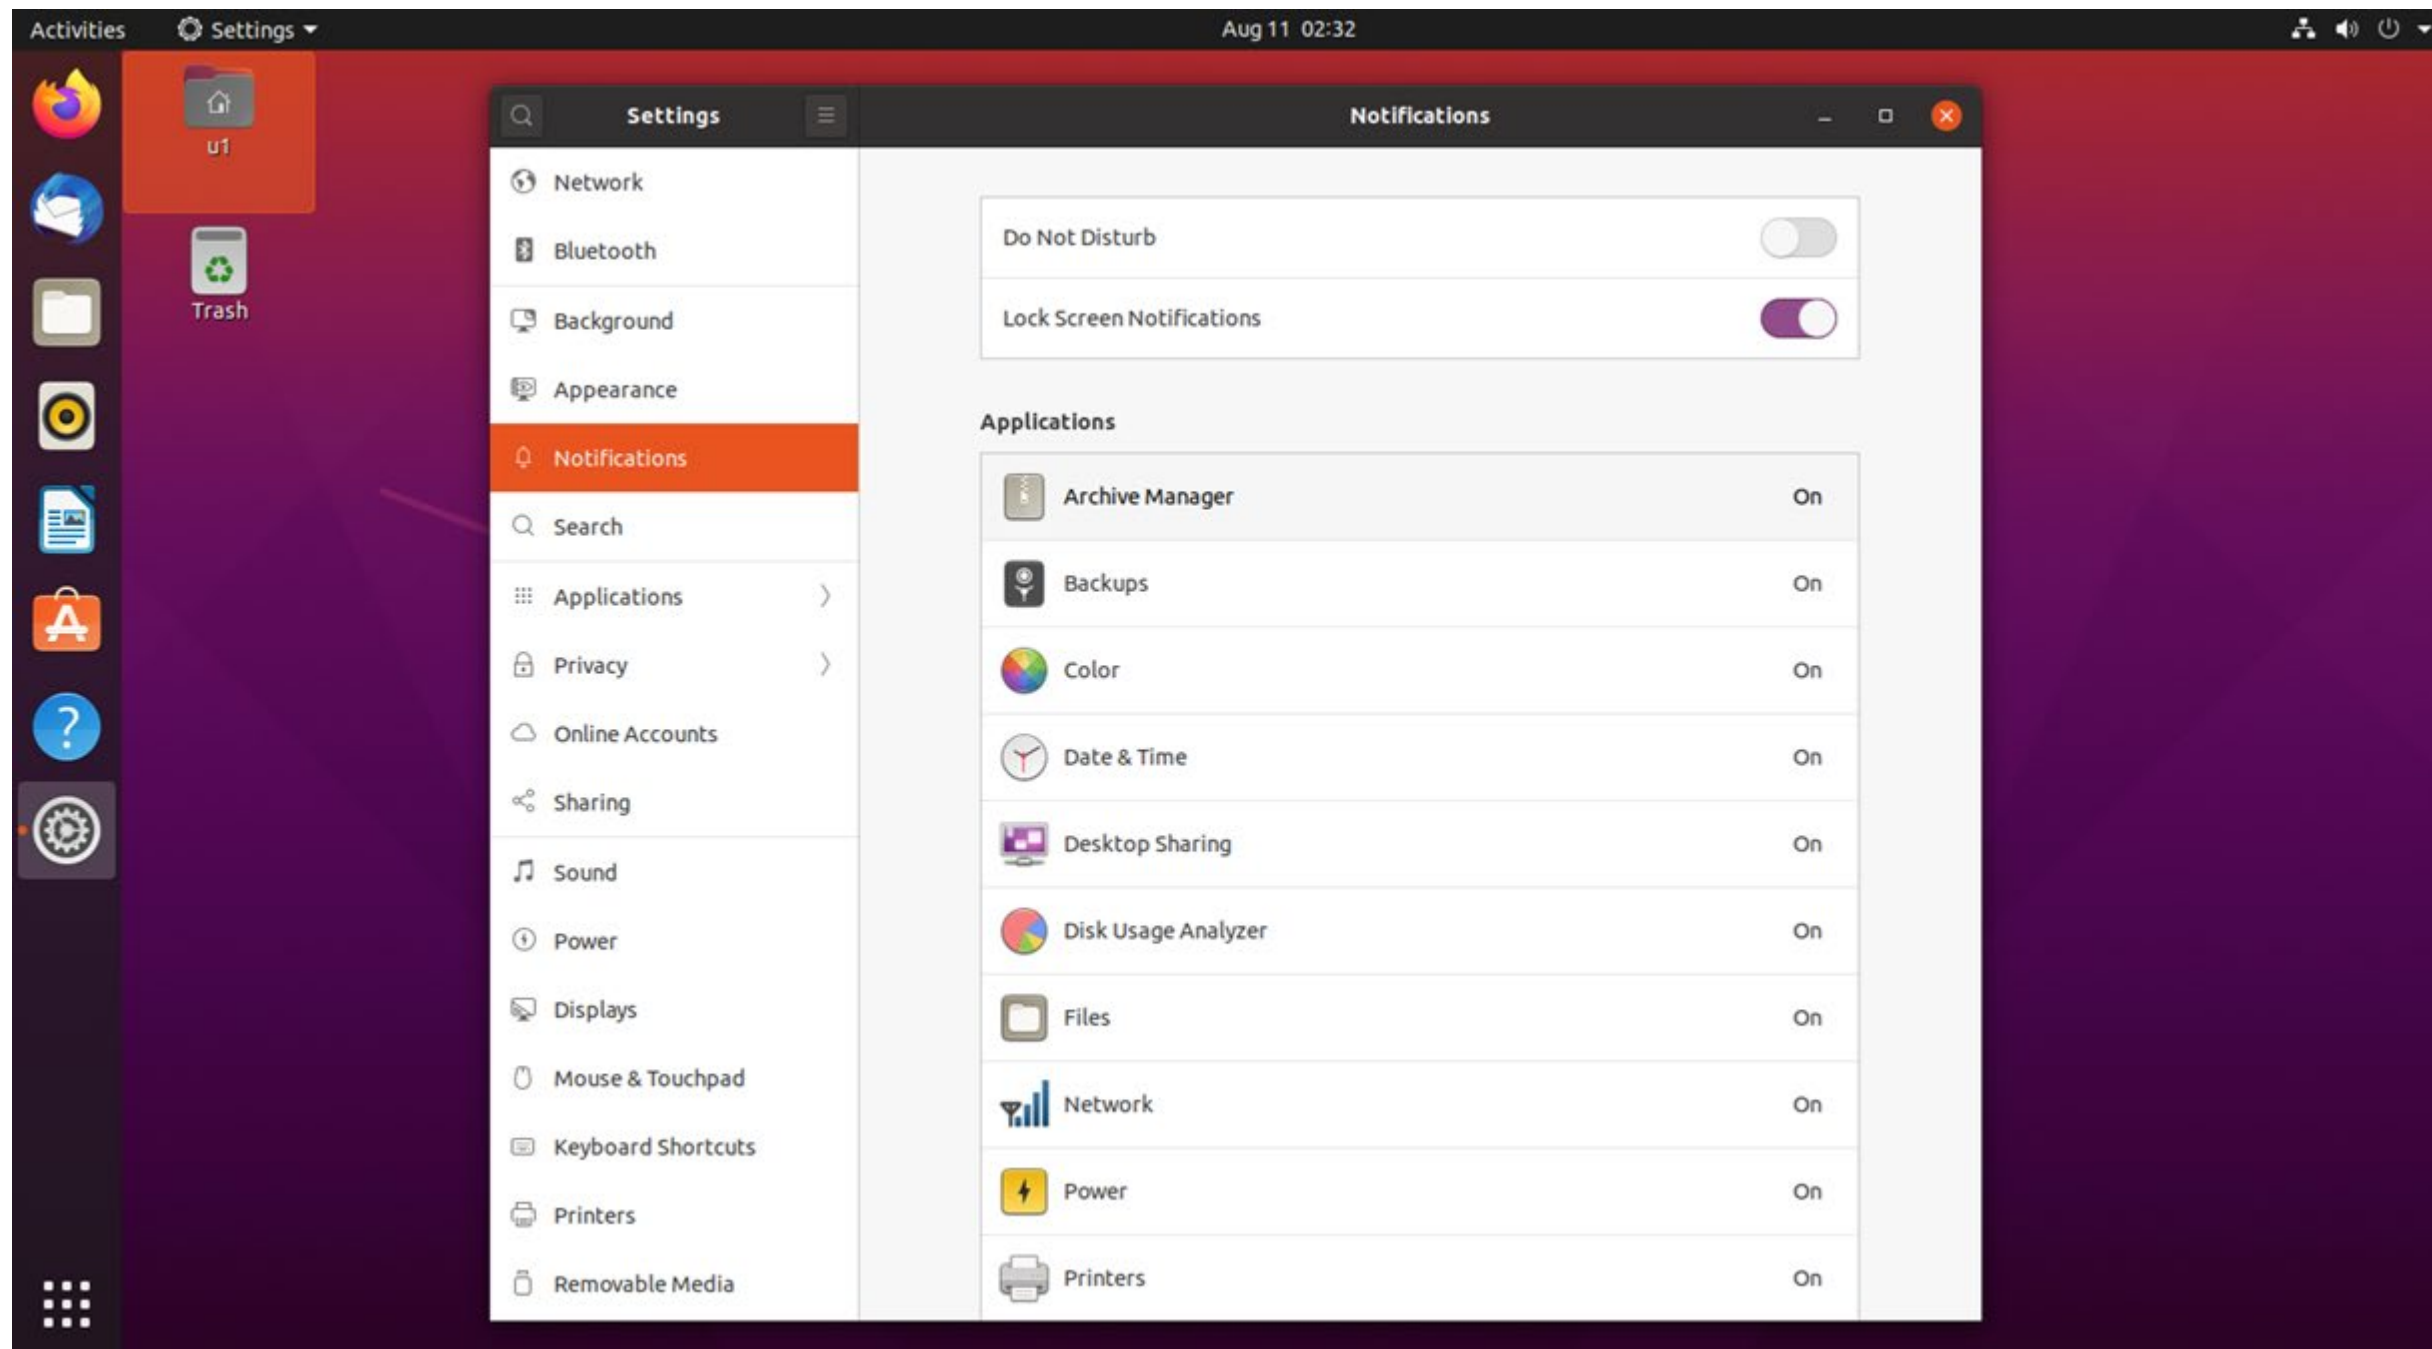 Activities
Settings
Aug 11 02:32
u1
Trash
Settings
Notifications
Network
Bluetooth
Background
Appearance
Notifications
Search
Applications
Privacy
Online Accounts
Sharing
Sound
Power
Displays
Mouse & Touchpad
Keyboard Shortcuts
Printers
Removable Media
Do Not Disturb
Lock Screen Notifications
Applications
Archive Manager On
Backups On
Color On
Date & Time On
Desktop Sharing On
Disk Usage Analyzer On
Files On
Network On
Power On
Printers On